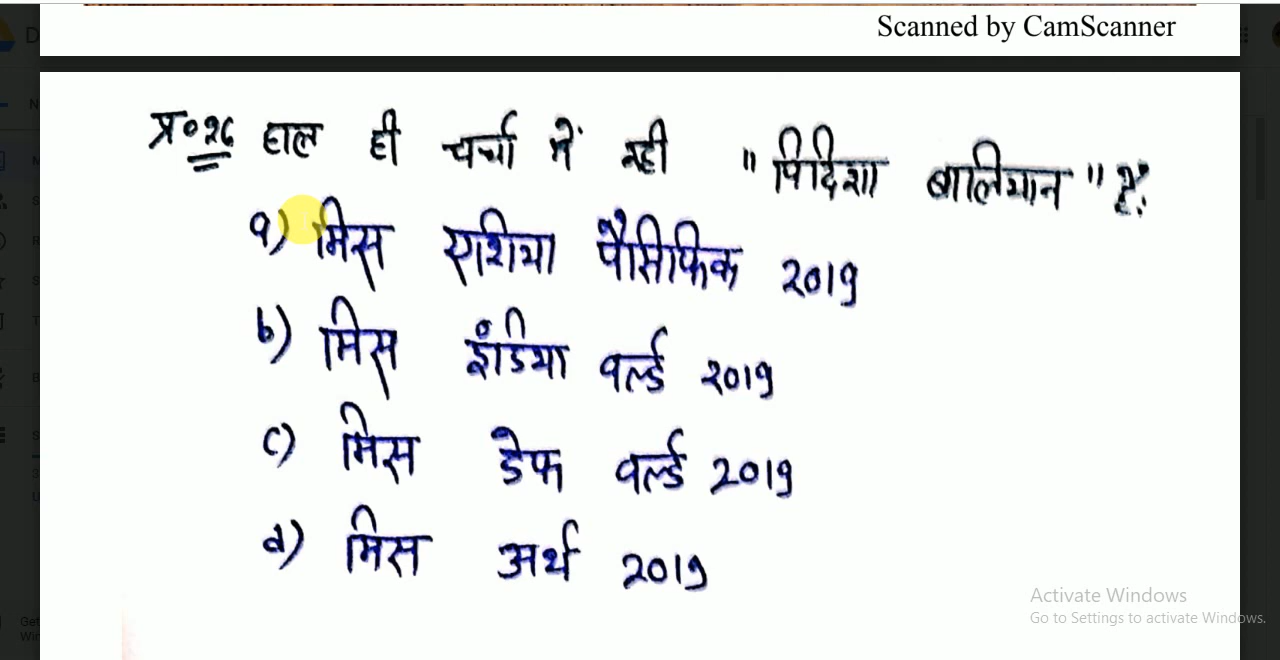 Scanned by CamScanner
प्र०26 हाल ही चर्चा में रही "पिदिशा बालियान" है:
a) मिस एशिया पैसिफिक 2019
b) मिस इंडिया वर्ल्ड 2019
c) मिस डेफ वर्ल्ड 2019
d) मिस अर्थ 2019
Activate Windows
Go to Settings to activate Windows.